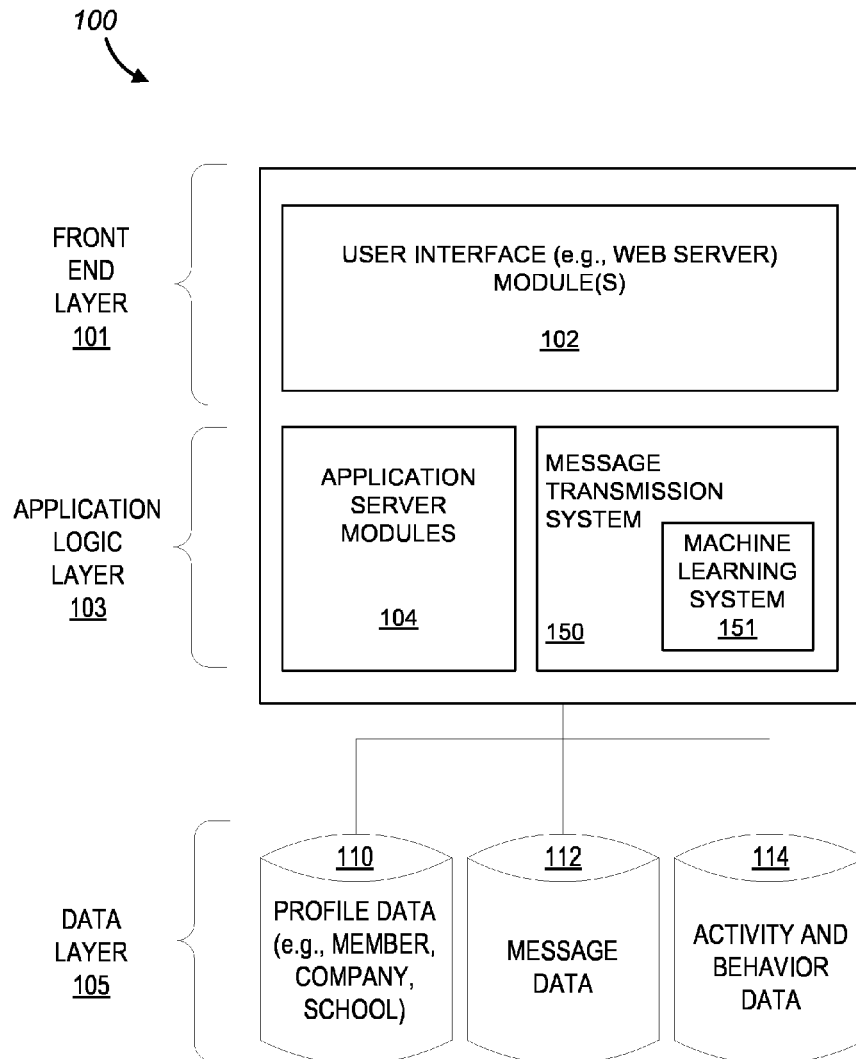 100
FRONT
END
LAYER
101
USER INTERFACE (e.g., WEB SERVER)
MODULE(S)
102
APPLICATION
LOGIC
LAYER
103
APPLICATION
SERVER
MODULES
104
MESSAGE
TRANSMISSION
SYSTEM
150
MACHINE
LEARNING
SYSTEM
151
DATA
LAYER
105
110
PROFILE DATA
(e.g., MEMBER,
COMPANY,
SCHOOL)
112
MESSAGE
DATA
114
ACTIVITY AND
BEHAVIOR
DATA